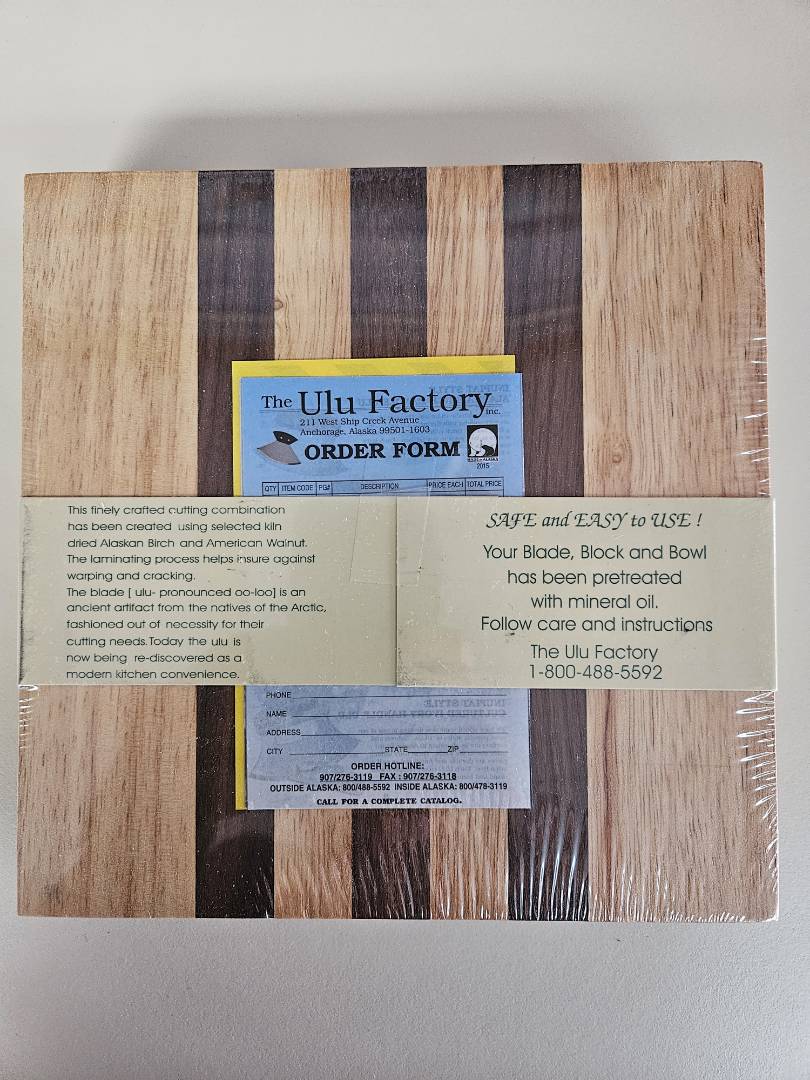 The Ulu Factory inc.
211 West Ship Creek Avenue
Anchorage, Alaska 99501-1603
ORDER FORM
2015
QTY ITEM CODE PG# DESCRIPTION PRICE EACH TOTAL PRICE
This finely crafted cutting combination
has been created using selected kiln
dried Alaskan Birch and American Walnut.
The laminating process helps insure against
warping and cracking.
The blade [ ulu- pronounced oo-loo] is an
ancient artifact from the natives of the Arctic,
fashioned out of necessity for their
cutting needs. Today the ulu is
now being re-discovered as a
modern kitchen convenience.
SAFE and EASY to USE !
Your Blade, Block and Bowl
has been pretreated
with mineral oil.
Follow care and instructions
The Ulu Factory
1-800-488-5592
PHONE
NAME
ADDRESS
CITY STATE ZIP
ORDER HOTLINE:
907/276-3119 FAX : 907/276-3118
OUTSIDE ALASKA: 800/488-5592 INSIDE ALASKA: 800/478-3119
CALL FOR A COMPLETE CATALOG.